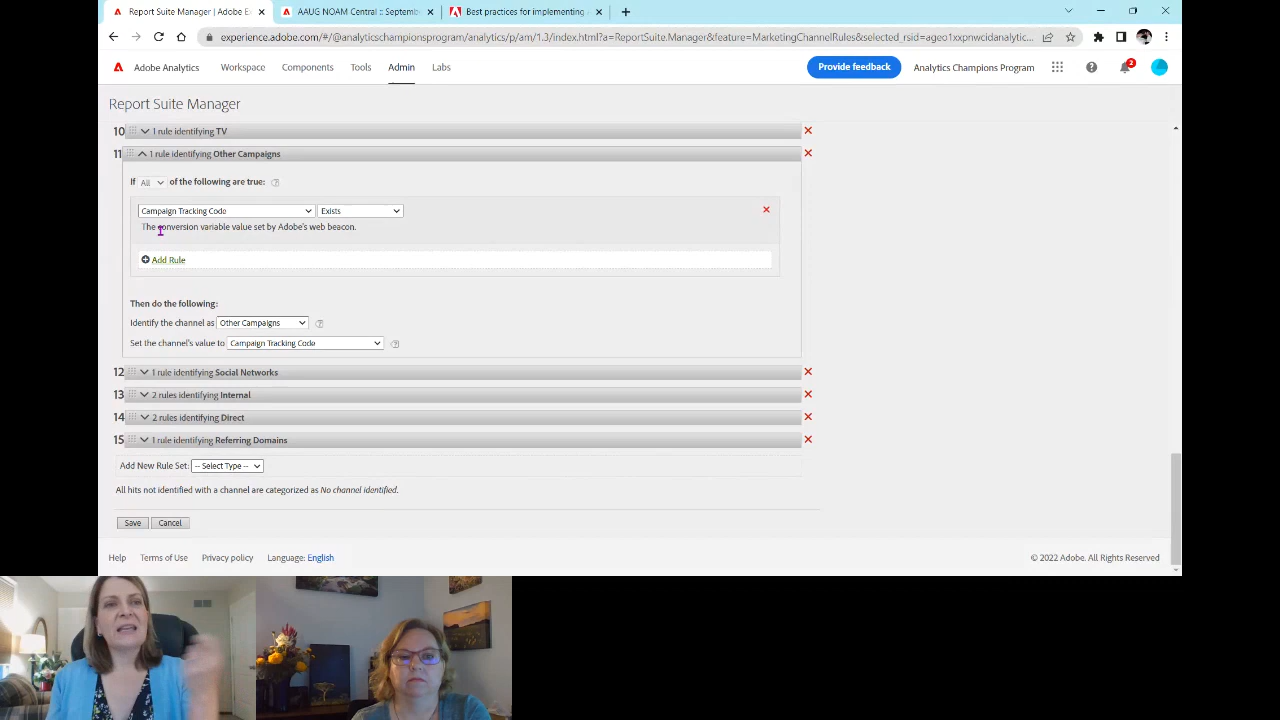 Report Suite Manager | Adobe Ex
AAUG NOAM Central :: Septemb
Best practices for implementing
experience.adobe.com/#/@analyticschampionsprogram/analytics/p/am/1.3/index.html?a=ReportSuite.Manager&feature=MarketingChannelRules&selected_rsid=ageo1xxpnwcidanalytic...
Adobe Analytics Workspace Components Tools Admin Labs Provide feedback Analytics Champions Program 2
Report Suite Manager
10 1 rule identifying TV
11 1 rule identifying Other Campaigns
If All of the following are true:
Campaign Tracking Code Exists
The conversion variable value set by Adobe's web beacon.
Add Rule
Then do the following:
Identify the channel as Other Campaigns
Set the channel's value to Campaign Tracking Code
12 1 rule identifying Social Networks
13 2 rules identifying Internal
14 2 rules identifying Direct
15 1 rule identifying Referring Domains
Add New Rule Set: -- Select Type --
All hits not identified with a channel are categorized as No channel identified.
Save Cancel
Help Terms of Use Privacy policy Language: English © 2022 Adobe. All Rights Reserved